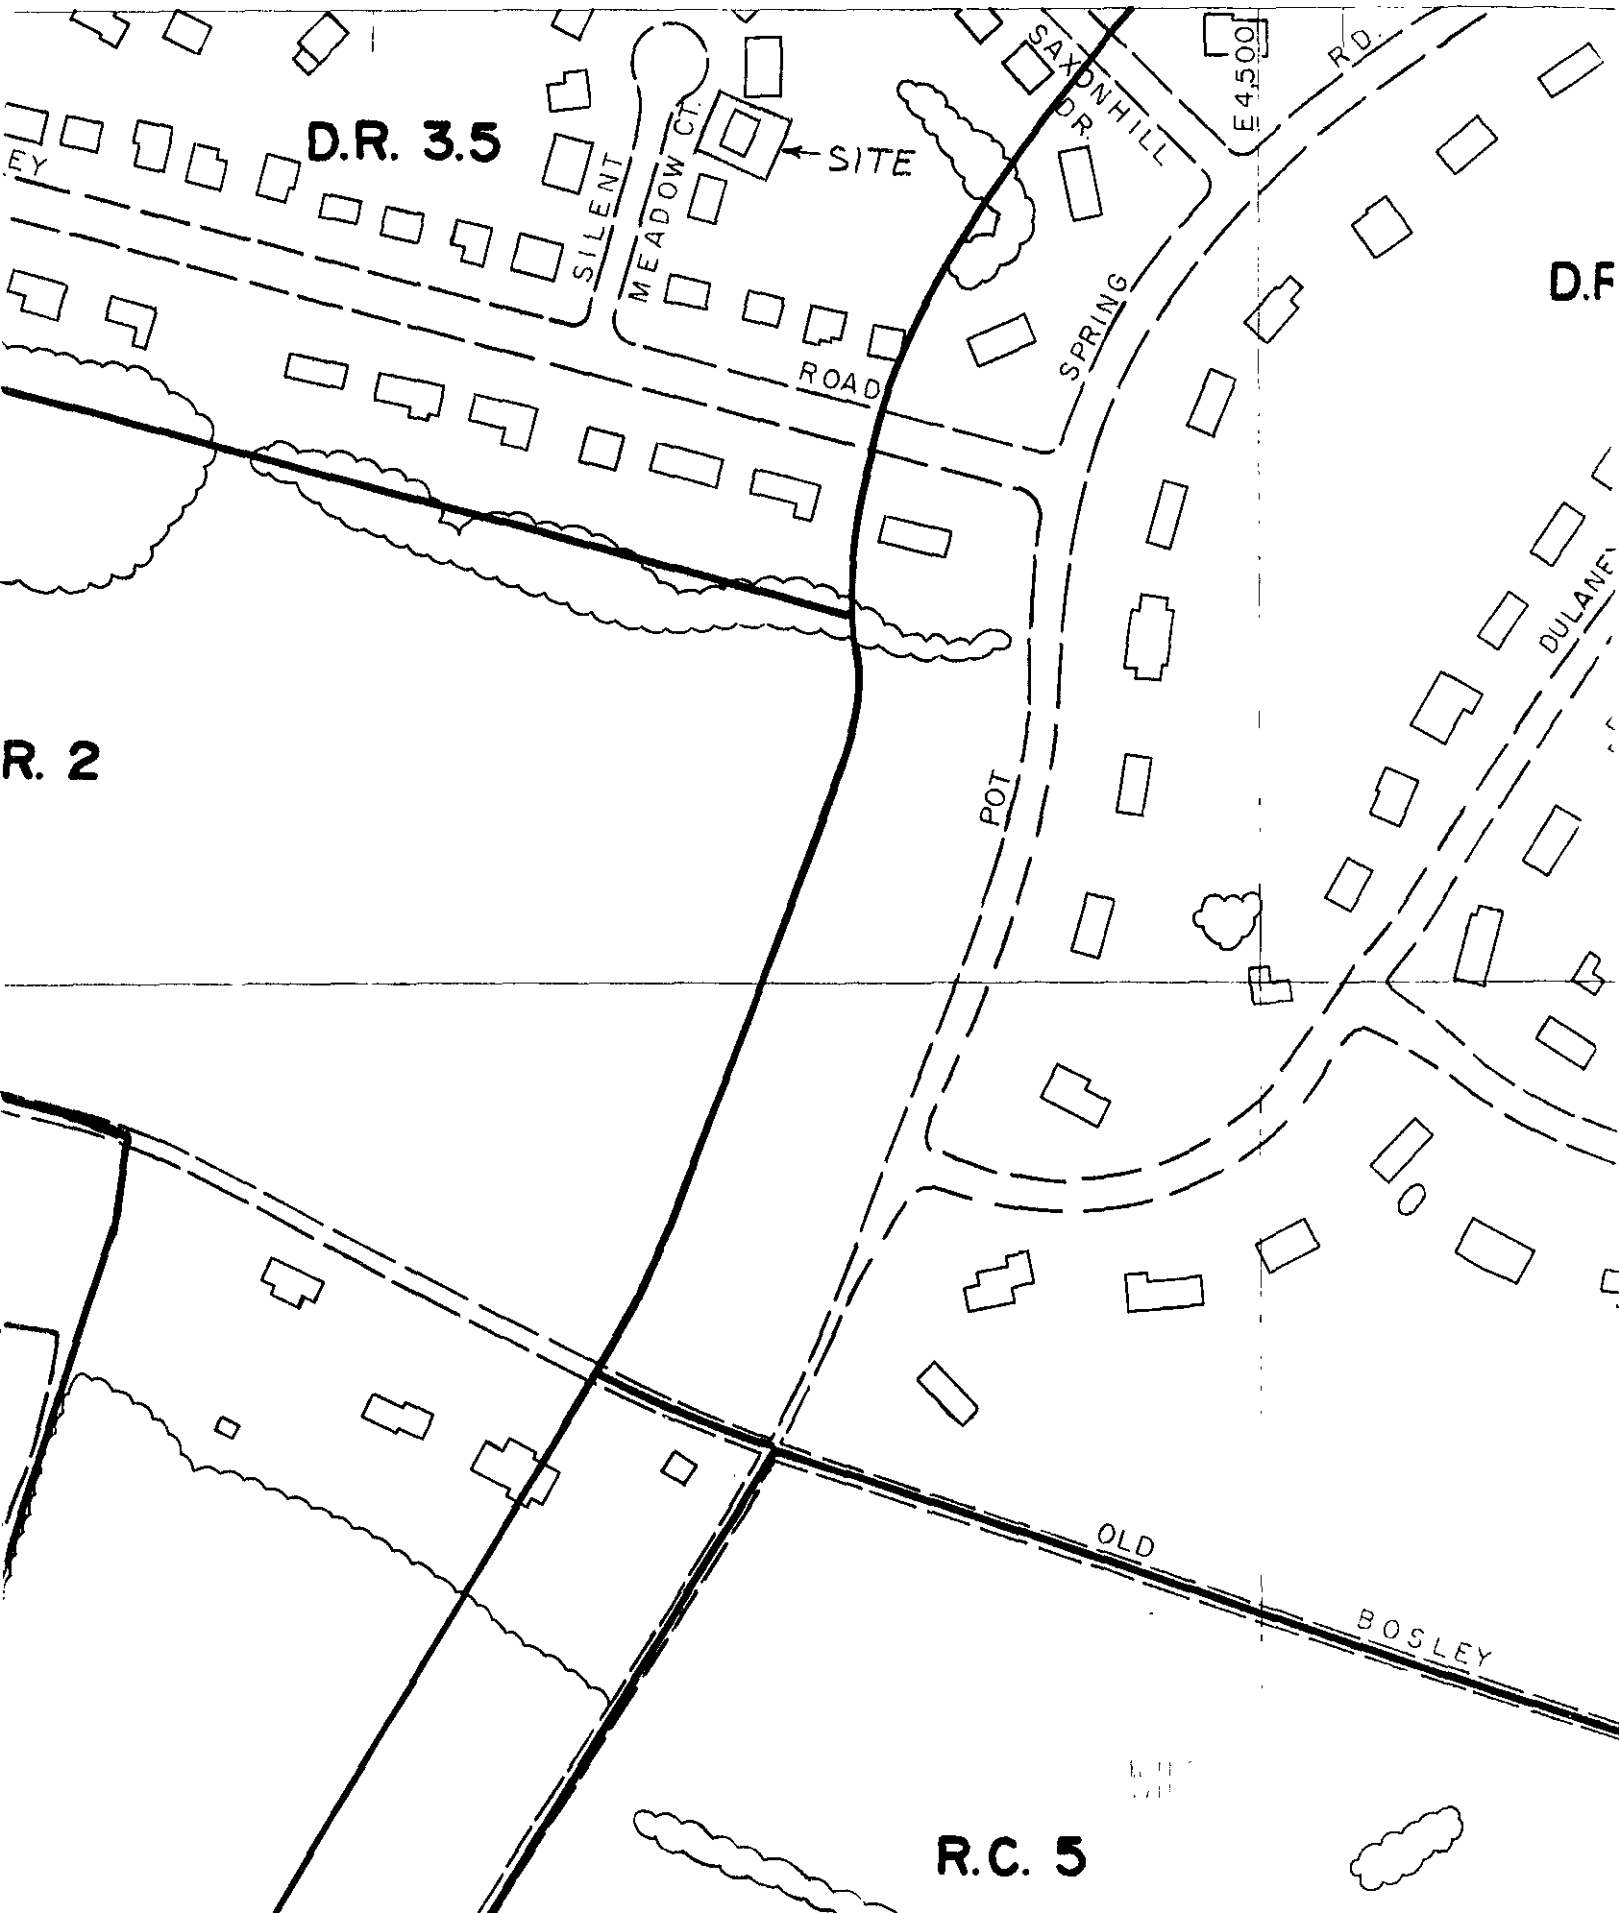 SAXONHILL
DR.
E 4,500
RD.
D.R. 3.5
SITE
EY
SILENT
MEADOW CT.
SPRING
ROAD
D.R
DULANEY
R. 2
POT
OLD
BOSLEY
R.C. 5